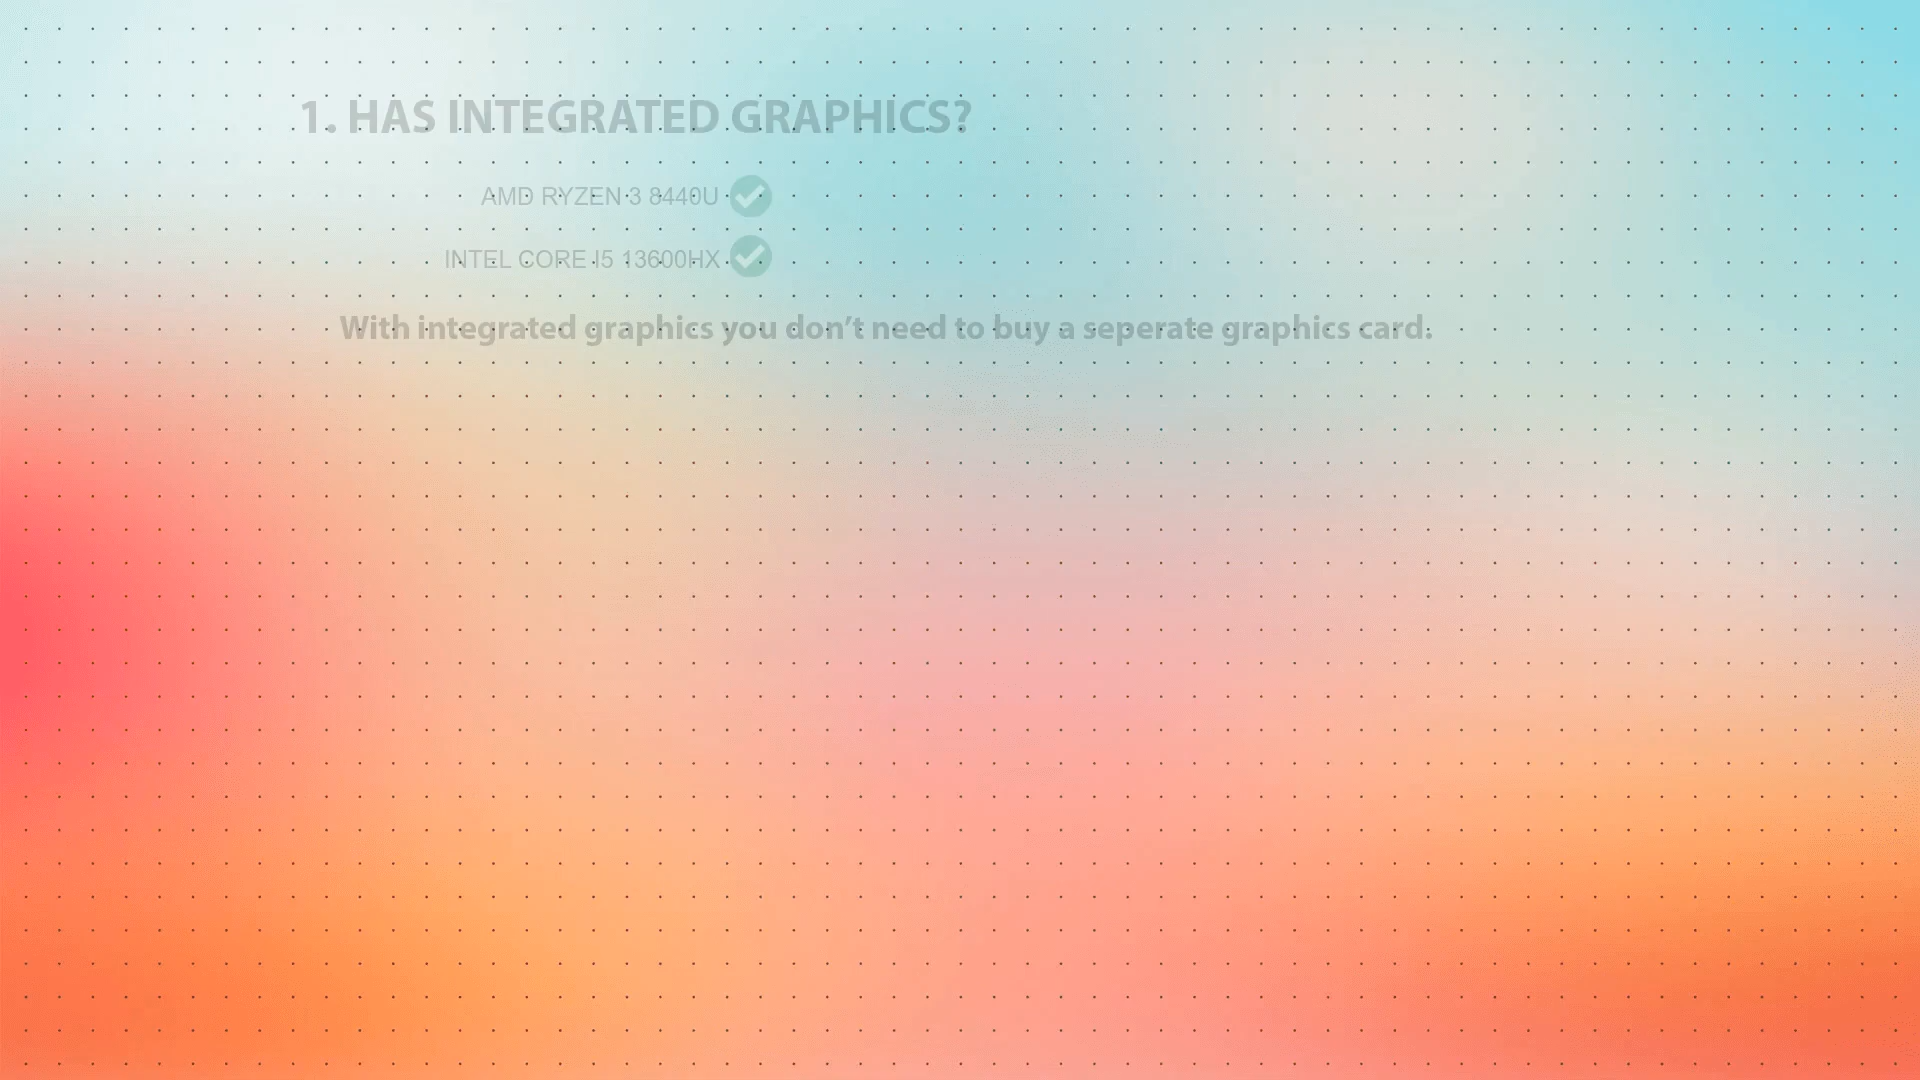 1. HAS INTEGRATED GRAPHICS?
AMD RYZEN 3 8440U
INTEL CORE I5 13600HX
With integrated graphics you don’t need to buy a seperate graphics card.